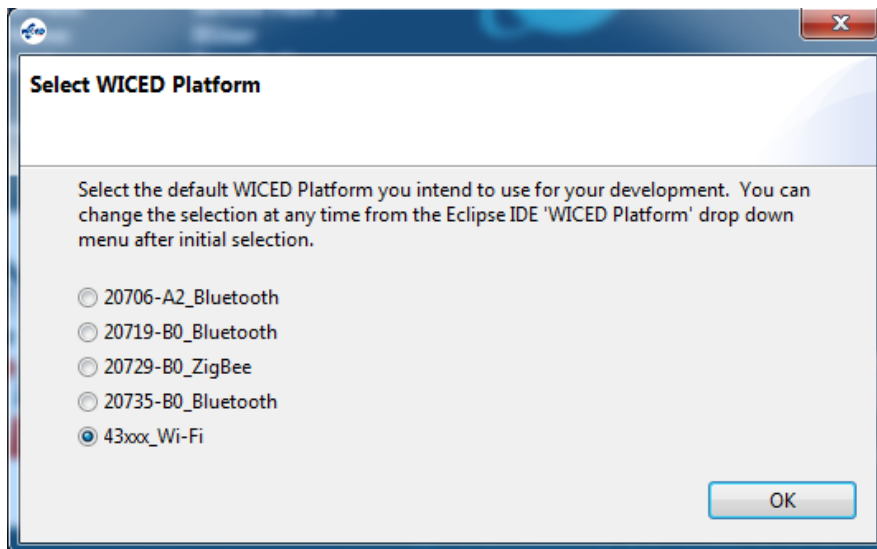 Select WICED Platform
Select the default WICED Platform you intend to use for your development.  You can
change the selection at any time from the Eclipse IDE 'WICED Platform' drop down
menu after initial selection.
20706-A2_Bluetooth
20719-B0_Bluetooth
20729-B0_ZigBee
20735-B0_Bluetooth
43xxx_Wi-Fi
OK